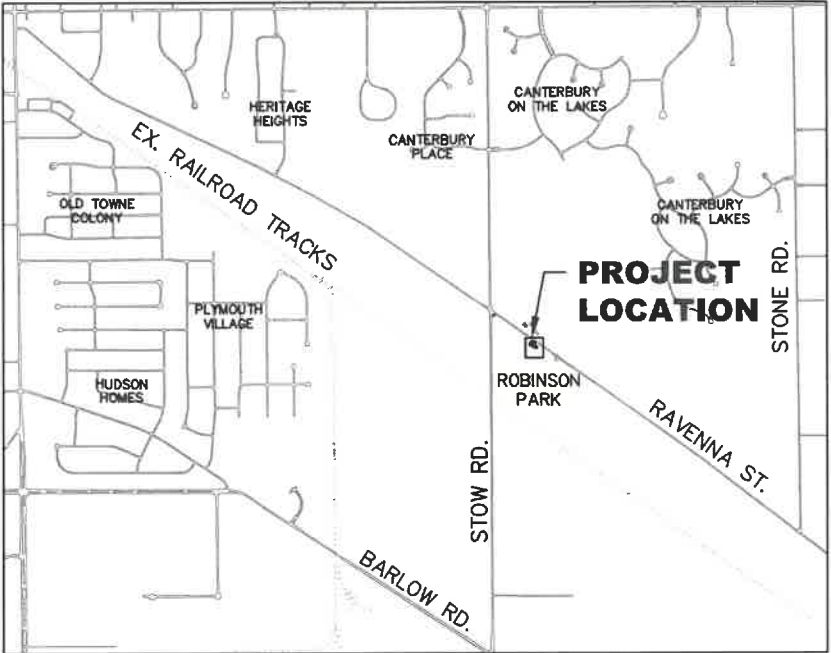 HERITAGE
HEIGHTS
CANTERBURY
ON THE LAKES
CANTERBURY
PLACE
EX. RAILROAD TRACKS
OLD TOWNE
COLONY
CANTERBURY
ON THE LAKES
STONE RD.
PROJECT
LOCATION
PLYMOUTH
VILLAGE
ROBINSON
PARK
HUDSON
HOMES
RAVENNA ST.
STOW RD.
BARLOW RD.